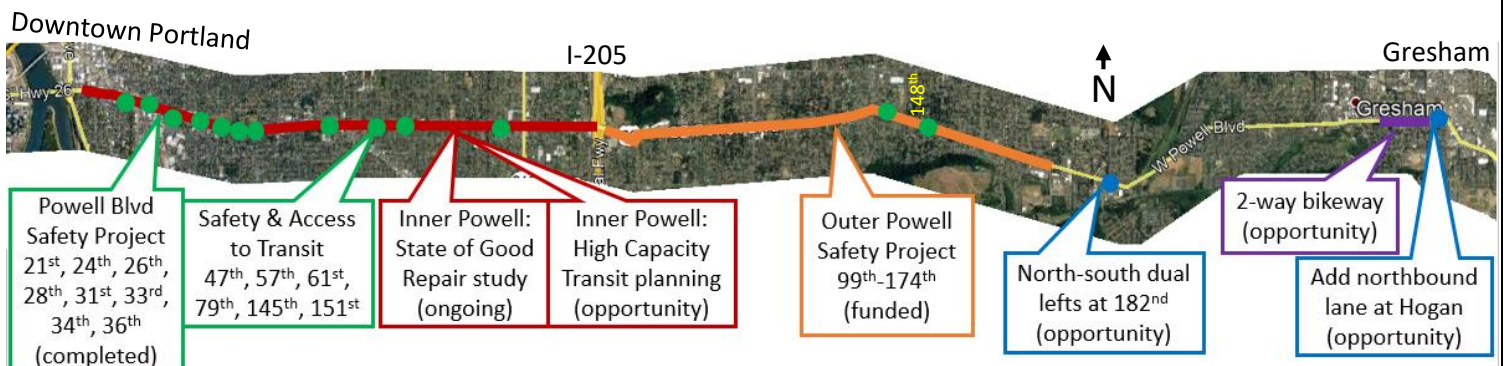 Downtown Portland
I-205
N
Gresham
Hwy 26
148th
W Powell Blvd
Gresham
Powell Blvd
Safety Project
21st, 24th, 26th,
28th, 31st, 33rd,
34th, 36th
(completed)
Safety & Access
to Transit
47th, 57th, 61st,
79th, 145th, 151st
Inner Powell:
State of Good
Repair study
(ongoing)
Inner Powell:
High Capacity
Transit planning
(opportunity)
Outer Powell
Safety Project
99th-174th
(funded)
North-south dual
lefts at 182nd
(opportunity)
2-way bikeway
(opportunity)
Add northbound
lane at Hogan
(opportunity)